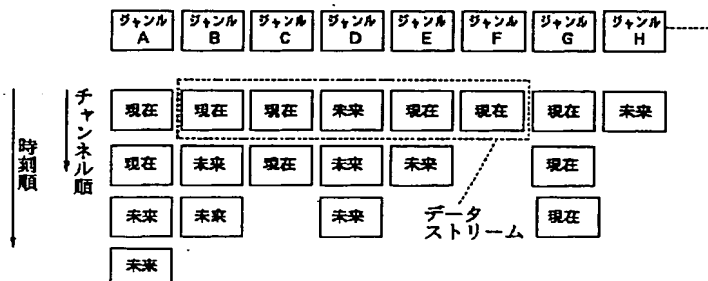 ジャンル ジャンル ジャンル ジャンル ジャンル ジャンル ジャンル ジャンル
A B C D E F G H
現在 現在 現在 未来 現在 現在 現在 未来
現在 未来 現在 未来 未来 現在
未来 未来 未来 現在
未来
時刻順
チャンネル順
データ
ストリーム